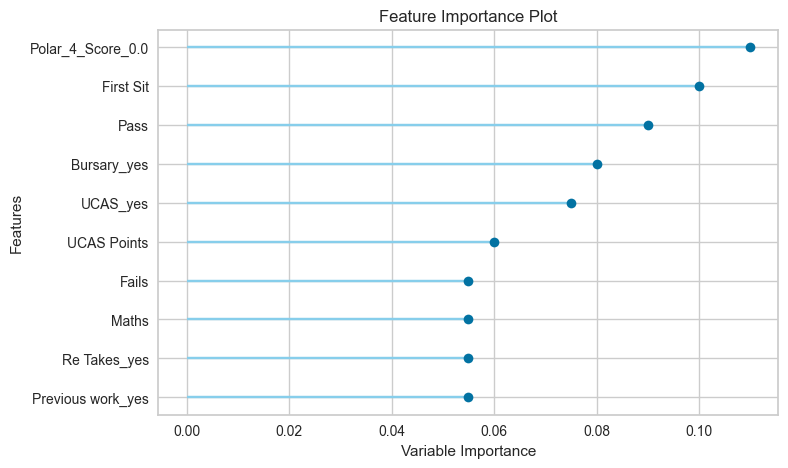 Feature Importance Plot
Features
Polar_4_Score_0.0
First Sit
Pass
Bursary_yes
UCAS_yes
UCAS Points
Fails
Maths
Re Takes_yes
Previous work_yes
0.00 0.02 0.04 0.06 0.08 0.10
Variable Importance